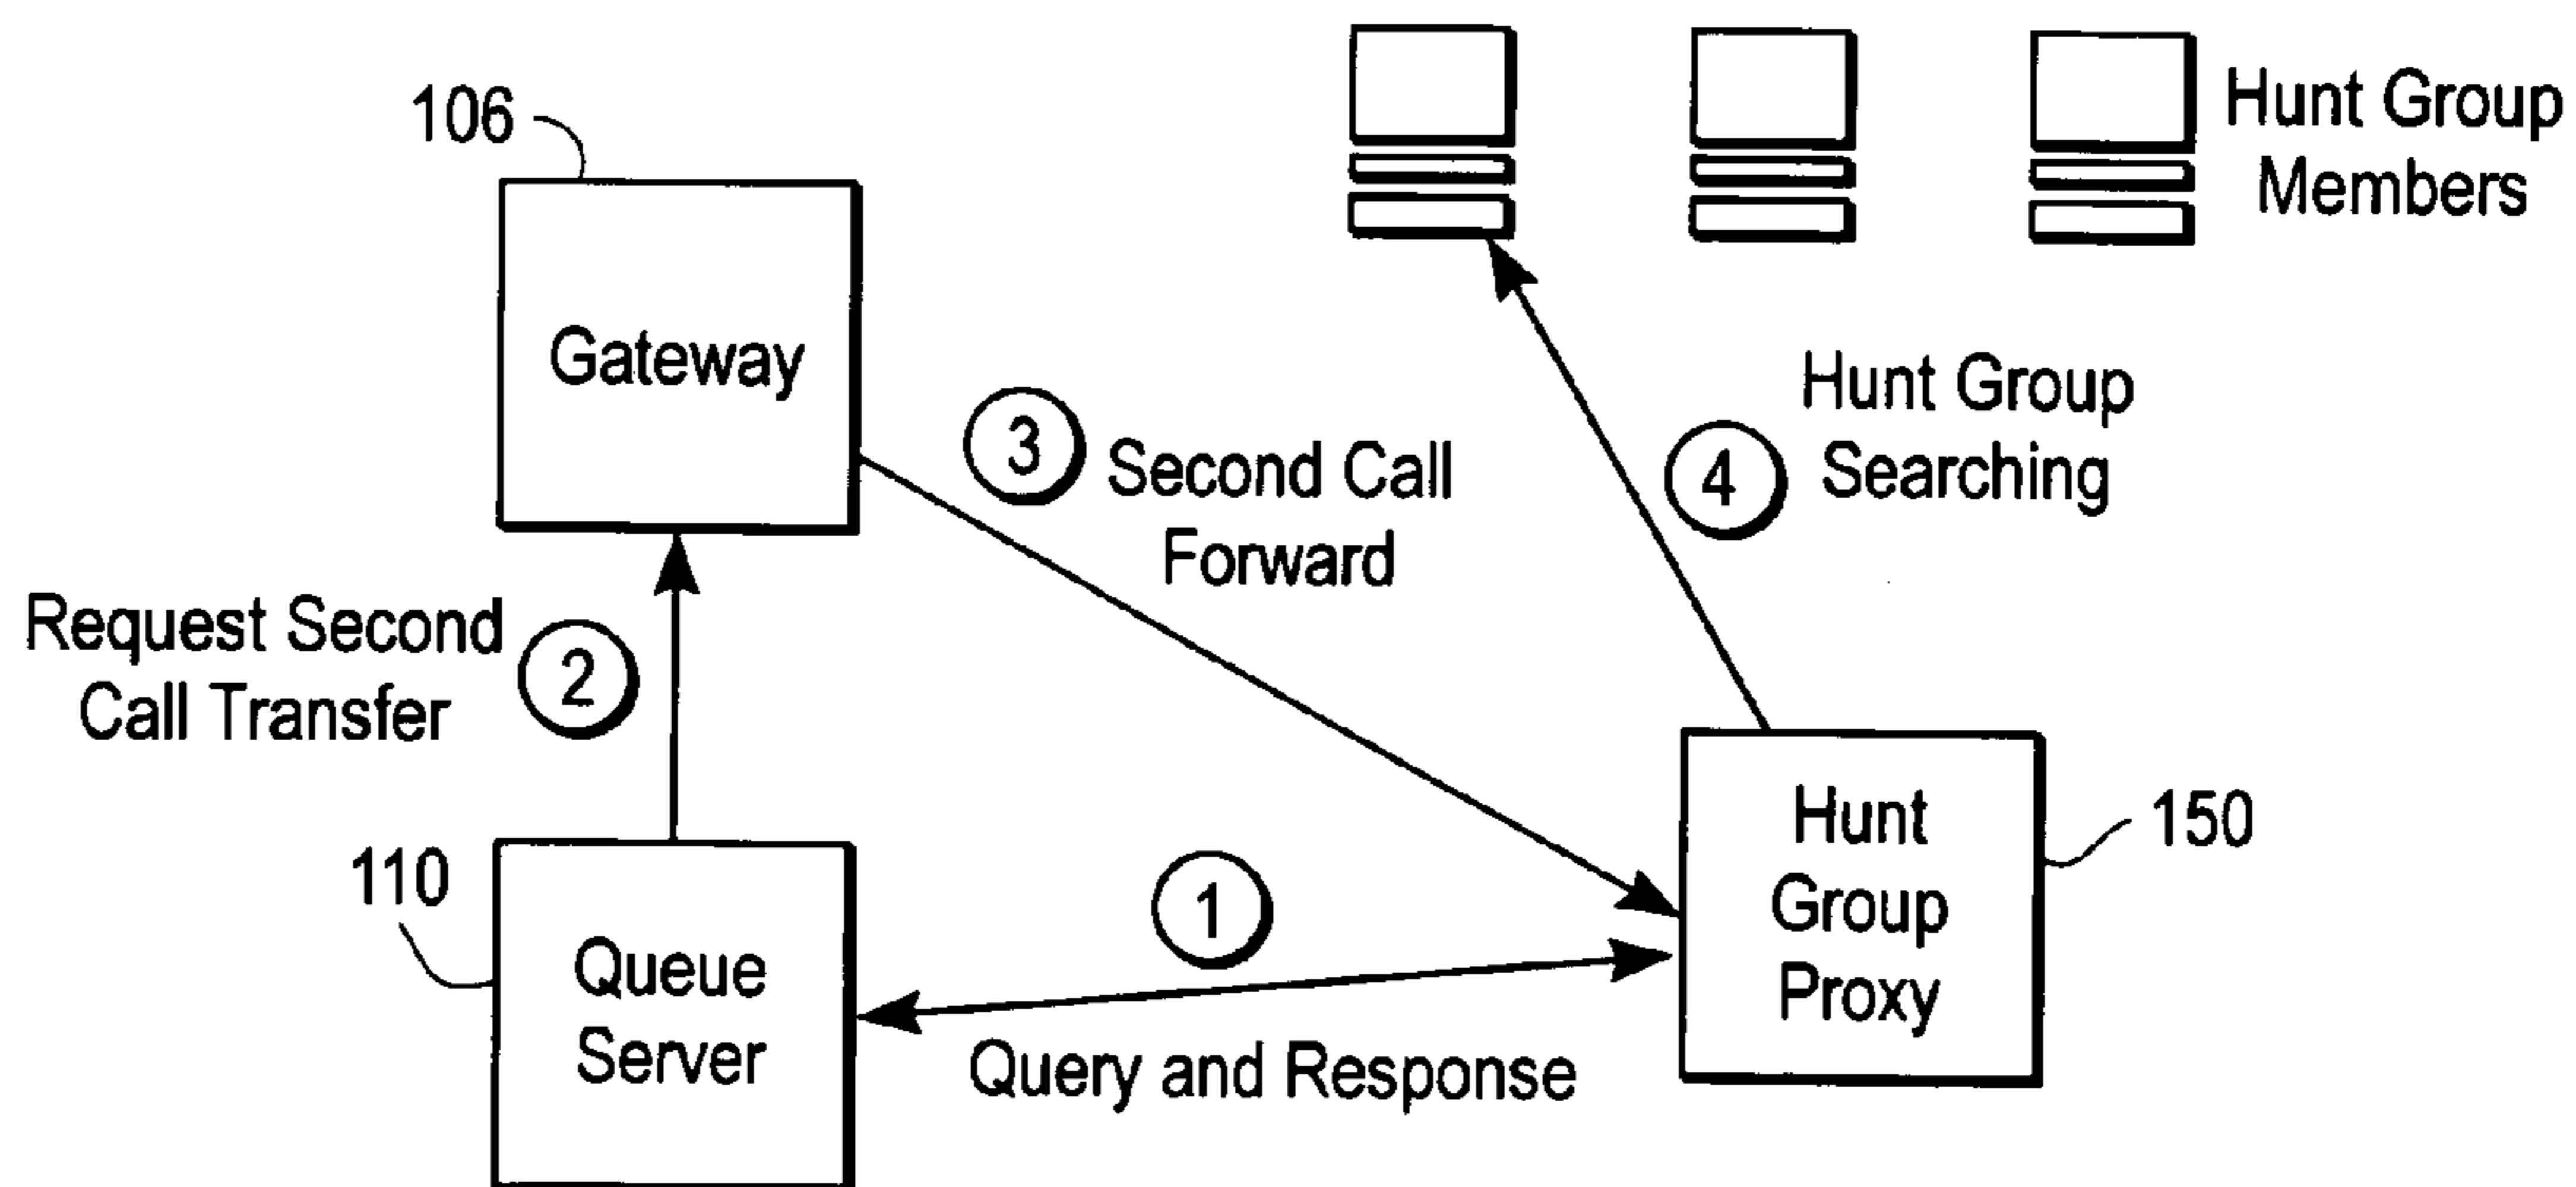 106
Hunt Group
Members
Gateway
3
Second Call
Forward
Hunt Group
4
Searching
Request Second
2
Call Transfer
110
Queue
Server
1
Query and Response
Hunt
Group
Proxy
150